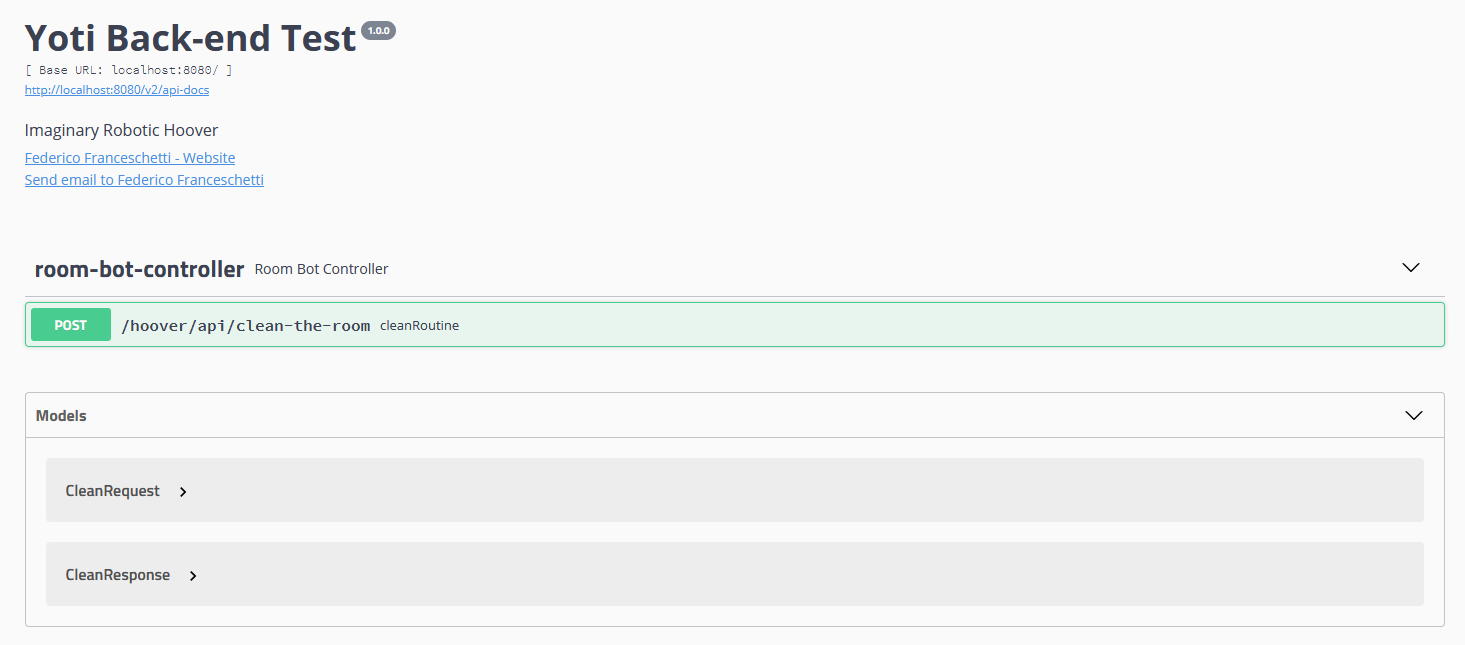 Yoti Back-end Test 1.0.0
[ Base URL: localhost:8080/ ]
http://localhost:8080/v2/api-docs
Imaginary Robotic Hoover
Federico Franceschetti - Website
Send email to Federico Franceschetti
room-bot-controller Room Bot Controller
POST /hoover/api/clean-the-room cleanRoutine
Models
CleanRequest
CleanResponse